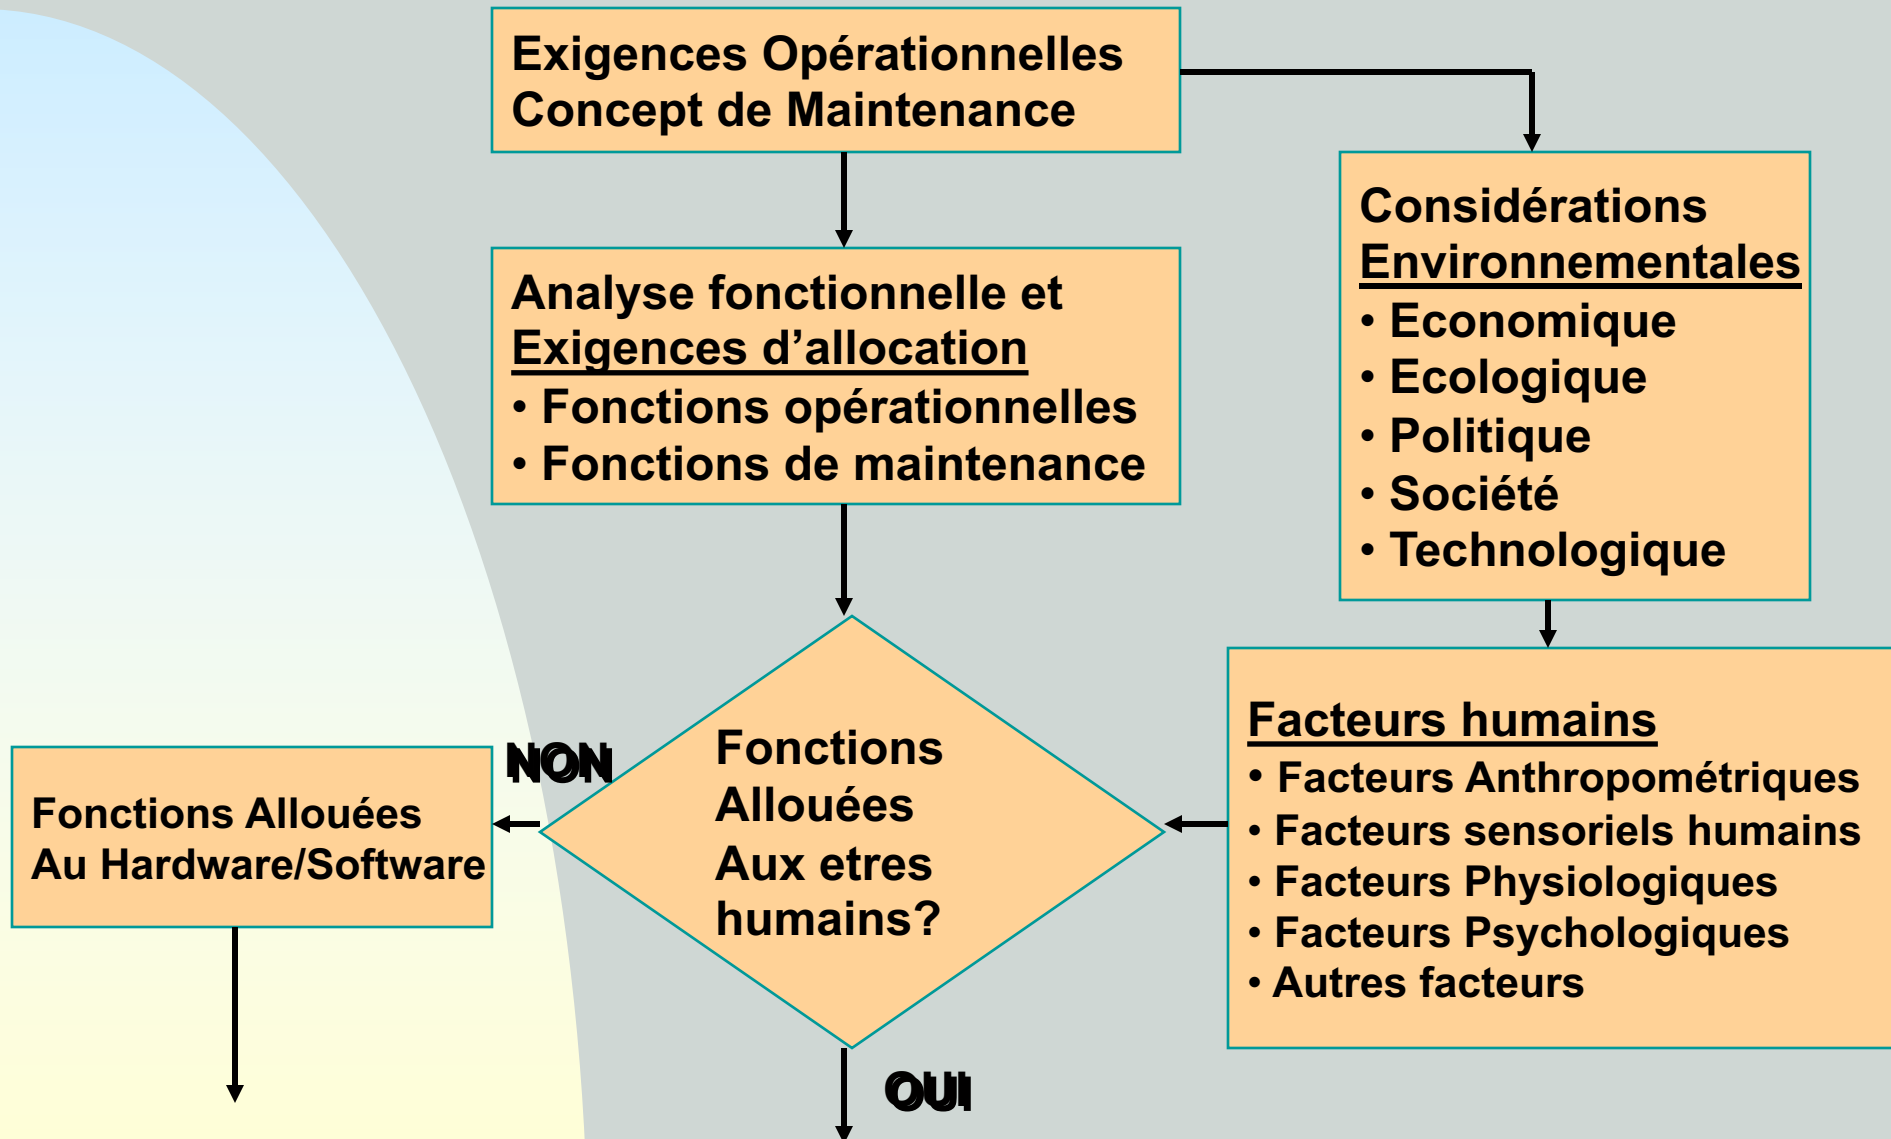 Exigences Opérationnelles
Concept de Maintenance
Analyse fonctionnelle et
Exigences d’allocation
• Fonctions opérationnelles
• Fonctions de maintenance
Considérations
Environnementales
• Economique
• Ecologique
• Politique
• Société
• Technologique
Facteurs humains
• Facteurs Anthropométriques
• Facteurs sensoriels humains
• Facteurs Physiologiques
• Facteurs Psychologiques
• Autres facteurs
Fonctions
Allouées
Aux etres
humains?
NON
Fonctions Allouées
Au Hardware/Software
OUI